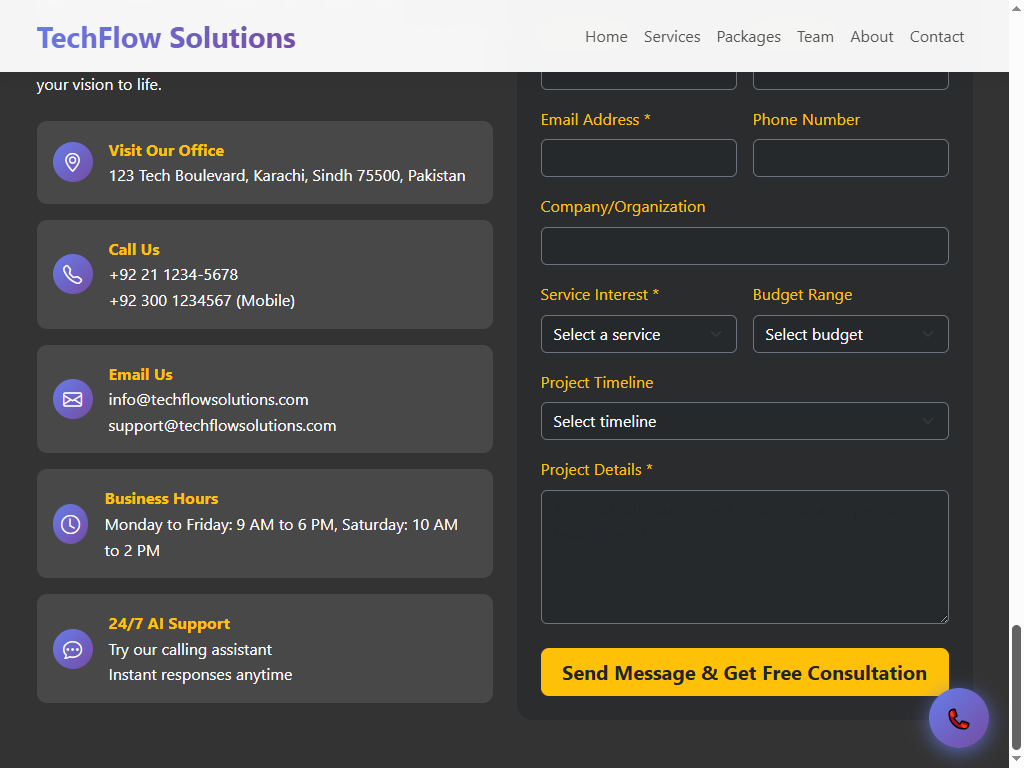 TechFlow Solutions
Home Services Packages Team About Contact
your vision to life.
Visit Our Office
123 Tech Boulevard, Karachi, Sindh 75500, Pakistan
Call Us
+92 21 1234-5678
+92 300 1234567 (Mobile)
Email Us
info@techflowsolutions.com
support@techflowsolutions.com
Business Hours
Monday to Friday: 9 AM to 6 PM, Saturday: 10 AM
to 2 PM
24/7 AI Support
Try our calling assistant
Instant responses anytime
Email Address * Phone Number
Company/Organization
Service Interest * Budget Range
Select a service Select budget
Project Timeline
Select timeline
Project Details *
Send Message & Get Free Consultation